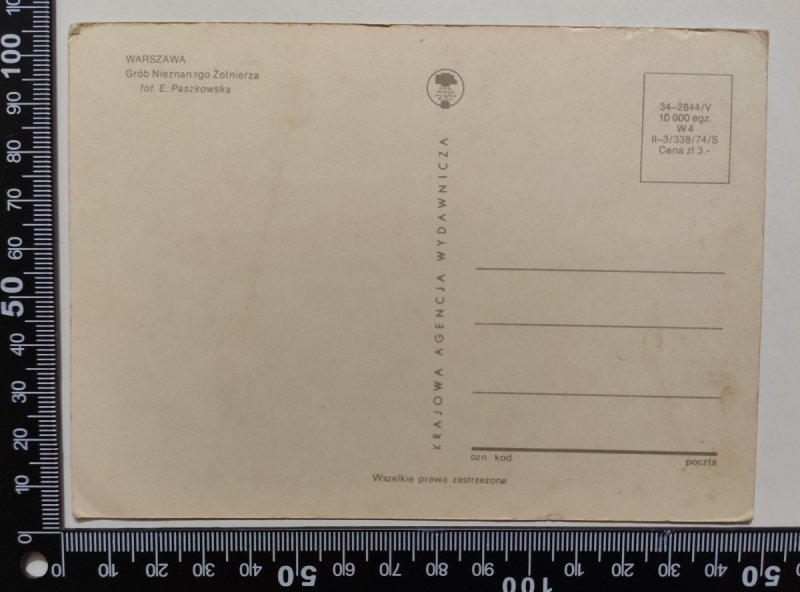 WARSZAWA
Grób Nieznanego Żołnierza
fot. E. Paszkowska
34-2844/V
10 000 egz.
W 4
II-3/338/74/S
Cena zł 3.-
KRAJOWA AGENCJA WYDAWNICZA
ozn. kod.
poczta
Wszelkie prawa zastrzeżone
100
90
80
70
60
50
40
30
20
10
0
0
10
20
30
40
50
60
70
80
90
100
10
20
30
40
50